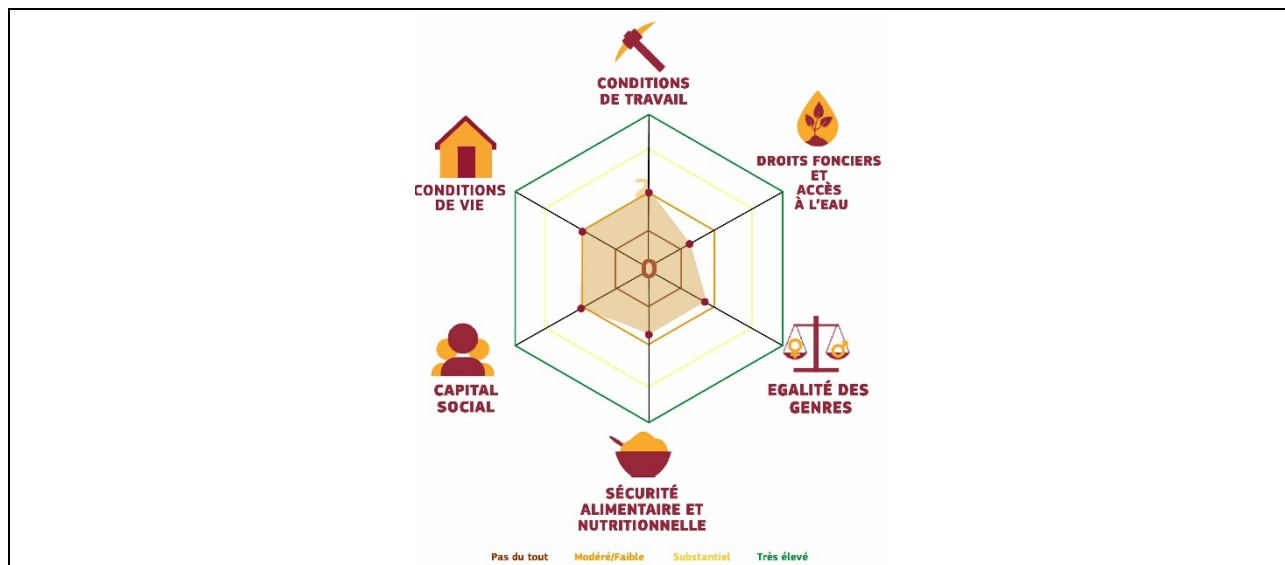 CONDITIONS
DE TRAVAIL
DROITS FONCIERS
ET
ACCÈS
À L'EAU
CONDITIONS
DE VIE
2
0
CAPITAL
SOCIAL
EGALITÉ DES
GENRES
SÉCURITÉ
ALIMENTAIRE ET
NUTRITIONNELLE
Pas du tout Modéré/Faible Substantiel Très élevé